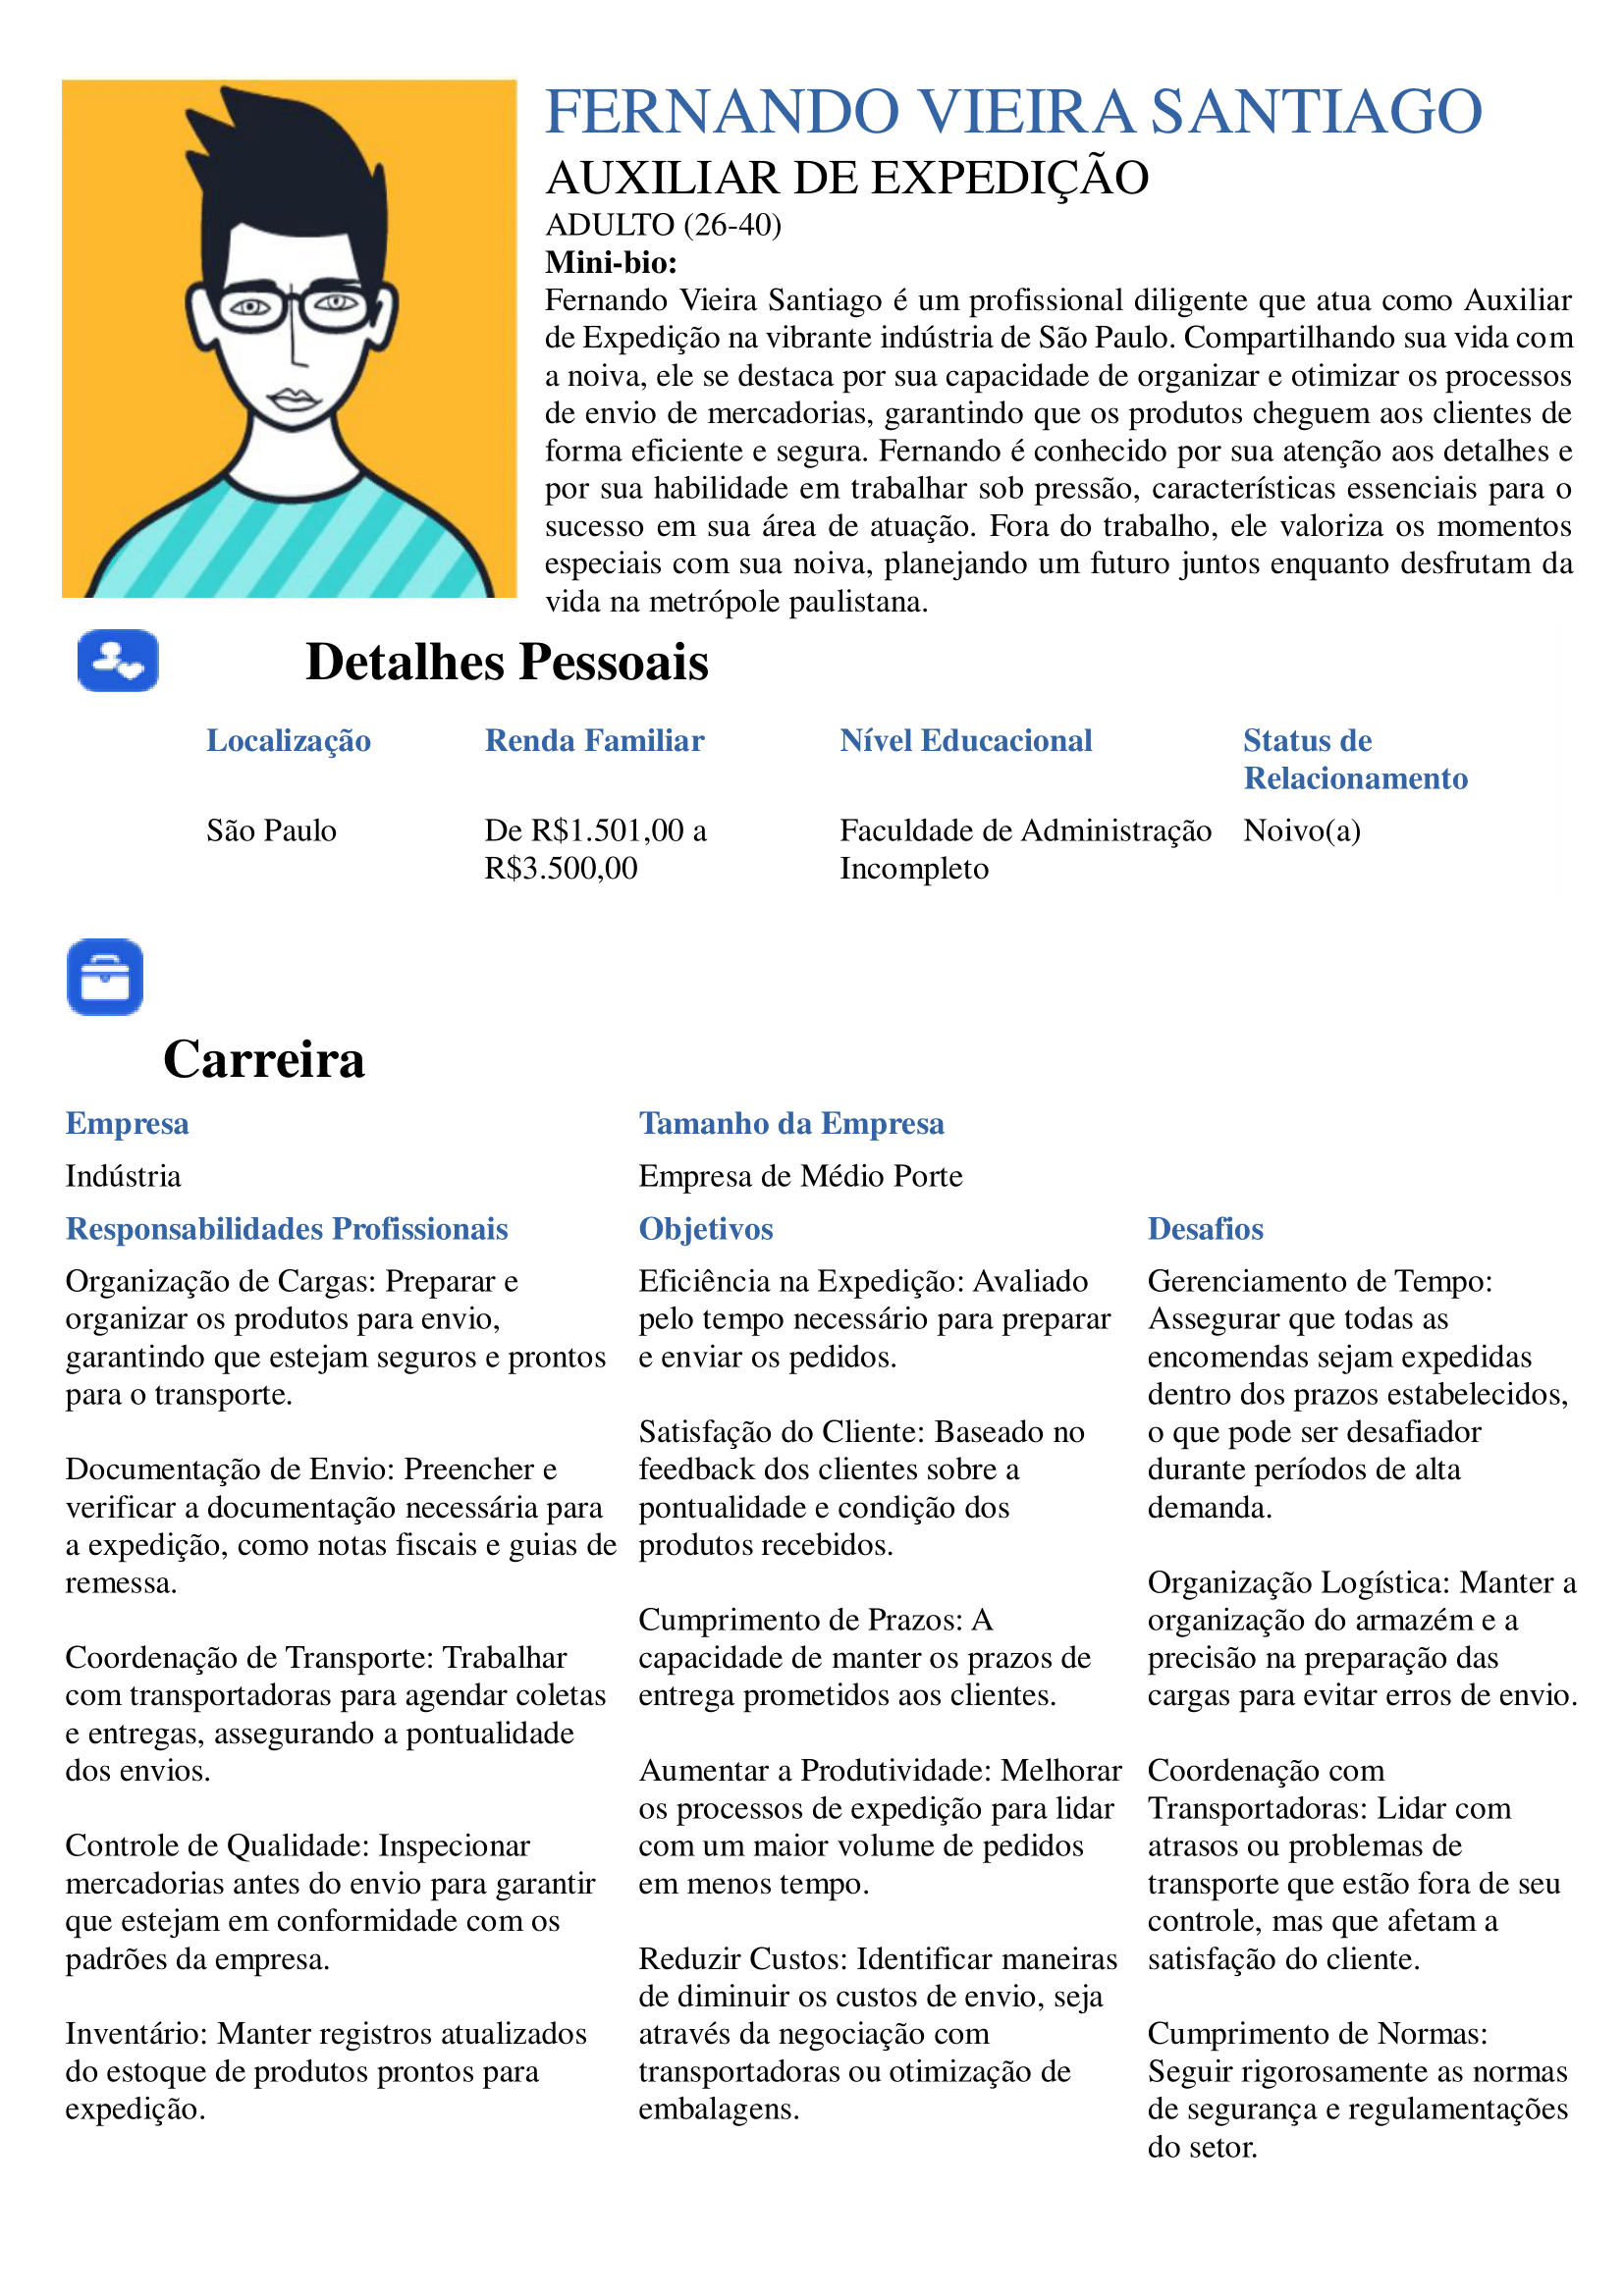 FERNANDO VIEIRA SANTIAGO
AUXILIAR DE EXPEDIÇÃO
ADULTO (26-40)
Mini-bio:
Fernando Vieira Santiago é um profissional diligente que atua como Auxiliar
de Expedição na vibrante indústria de São Paulo. Compartilhando sua vida com
a noiva, ele se destaca por sua capacidade de organizar e otimizar os processos
de envio de mercadorias, garantindo que os produtos cheguem aos clientes de
forma eficiente e segura. Fernando é conhecido por sua atenção aos detalhes e
por sua habilidade em trabalhar sob pressão, características essenciais para o
sucesso em sua área de atuação. Fora do trabalho, ele valoriza os momentos
especiais com sua noiva, planejando um futuro juntos enquanto desfrutam da
vida na metrópole paulistana.
Detalhes Pessoais
Localização
São Paulo
Renda Familiar
De R$1.501,00 a
R$3.500,00
Nível Educacional
Faculdade de Administração
Incompleto
Status de
Relacionamento
Noivo(a)
Carreira
Empresa
Indústria
Tamanho da Empresa
Empresa de Médio Porte
Responsabilidades Profissionais
Organização de Cargas: Preparar e
organizar os produtos para envio,
garantindo que estejam seguros e prontos
para o transporte.
Documentação de Envio: Preencher e
verificar a documentação necessária para
a expedição, como notas fiscais e guias de
remessa.
Coordenação de Transporte: Trabalhar
com transportadoras para agendar coletas
e entregas, assegurando a pontualidade
dos envios.
Controle de Qualidade: Inspecionar
mercadorias antes do envio para garantir
que estejam em conformidade com os
padrões da empresa.
Inventário: Manter registros atualizados
do estoque de produtos prontos para
expedição.
Objetivos
Eficiência na Expedição: Avaliado
pelo tempo necessário para preparar
e enviar os pedidos.
Satisfação do Cliente: Baseado no
feedback dos clientes sobre a
pontualidade e condição dos
produtos recebidos.
Cumprimento de Prazos: A
capacidade de manter os prazos de
entrega prometidos aos clientes.
Aumentar a Produtividade: Melhorar
os processos de expedição para lidar
com um maior volume de pedidos
em menos tempo.
Reduzir Custos: Identificar maneiras
de diminuir os custos de envio, seja
através da negociação com
transportadoras ou otimização de
embalagens.
Desafios
Gerenciamento de Tempo:
Assegurar que todas as
encomendas sejam expedidas
dentro dos prazos estabelecidos,
o que pode ser desafiador
durante períodos de alta
demanda.
Organização Logística: Manter a
organização do armazém e a
precisão na preparação das
cargas para evitar erros de envio.
Coordenação com
Transportadoras: Lidar com
atrasos ou problemas de
transporte que estão fora de seu
controle, mas que afetam a
satisfação do cliente.
Cumprimento de Normas:
Seguir rigorosamente as normas
de segurança e regulamentações
do setor.